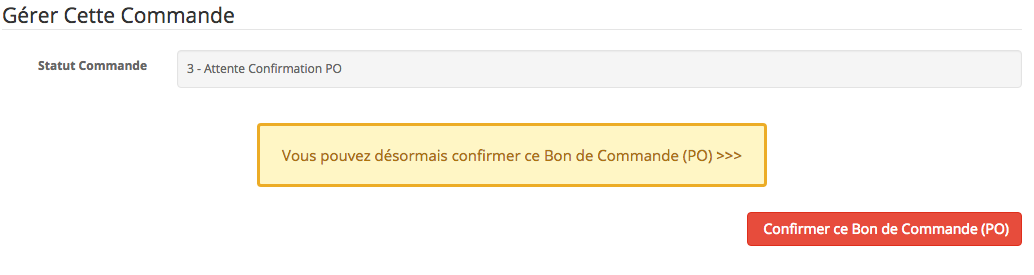 Gérer Cette Commande
Statut Commande
3 - Attente Confirmation PO
Vous pouvez désormais confirmer ce Bon de Commande (PO) >>>
Confirmer ce Bon de Commande (PO)